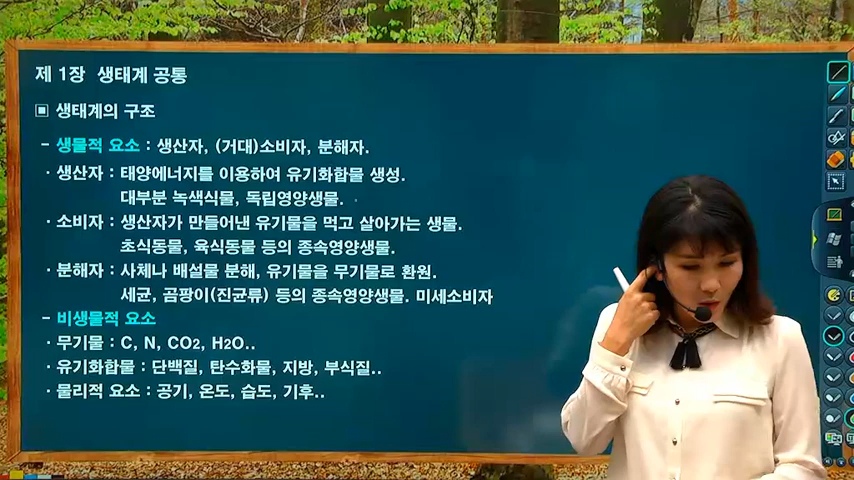 제 1장 생태계 공통
▣ 생태계의 구조
- 생물적 요소 : 생산자, (거대)소비자, 분해자.
· 생산자 : 태양에너지를 이용하여 유기화합물 생성.
대부분 녹색식물, 독립영양생물.
· 소비자 : 생산자가 만들어낸 유기물을 먹고 살아가는 생물.
초식동물, 육식동물 등의 종속영양생물.
· 분해자 : 사체나 배설물 분해, 유기물을 무기물로 환원.
세균, 곰팡이(진균류) 등의 종속영양생물. 미세소비자
- 비생물적 요소
· 무기물 : C, N, CO2, H2O..
· 유기화합물 : 단백질, 탄수화물, 지방, 부식질..
· 물리적 요소 : 공기, 온도, 습도, 기후..